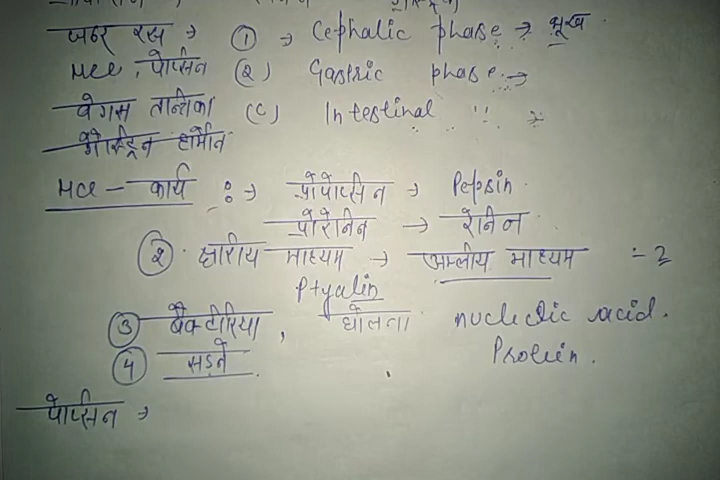 जठर रस → ① → Cephalic phase → भूख
HCl, पेप्सिन (२) Gastric phase →
वेगस तान्त्रिका (c) Intestinal " →
गैस्ट्रिन हार्मोन
HCl – कार्य :→ प्रोपेप्सिन → Pepsin
प्रोरेनिन → रेनिन
② क्षारीय माध्यम → अम्लीय माध्यम - 2
Ptyalin
③ बैक्टीरिया, घोलना nucleic acid.
④ सड़ने Protein.
पेप्सिन →